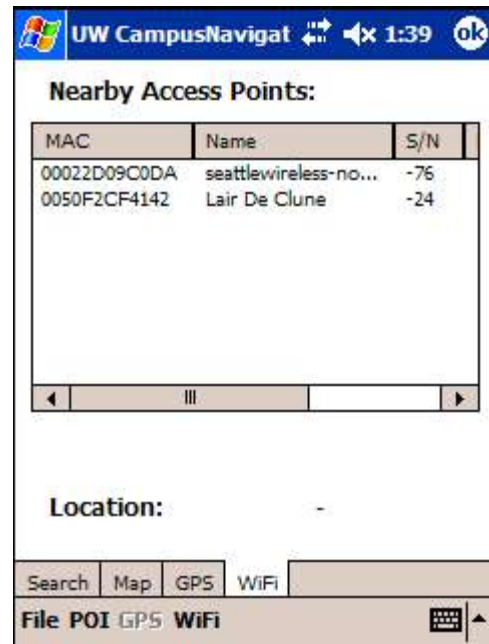 UW CampusNavigat 1:39 ok
Nearby Access Points:
MAC Name S/N
00022D09C0DA seattlewireless-no... -76
0050F2CF4142 Lair De Clune -24
Location: -
Search Map GPS WiFi
File POI GPS WiFi